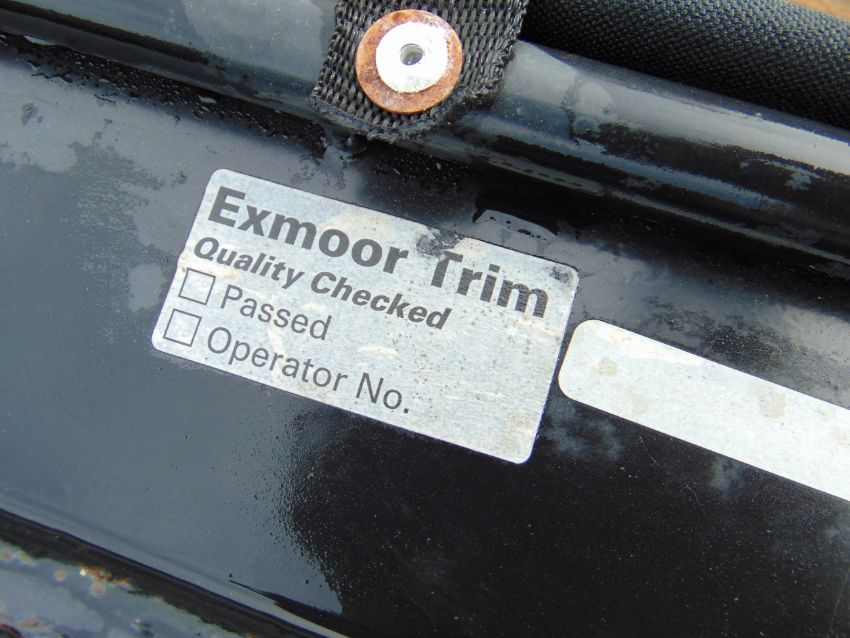 Exmoor Trim
Quality Checked
Passed
Operator No.